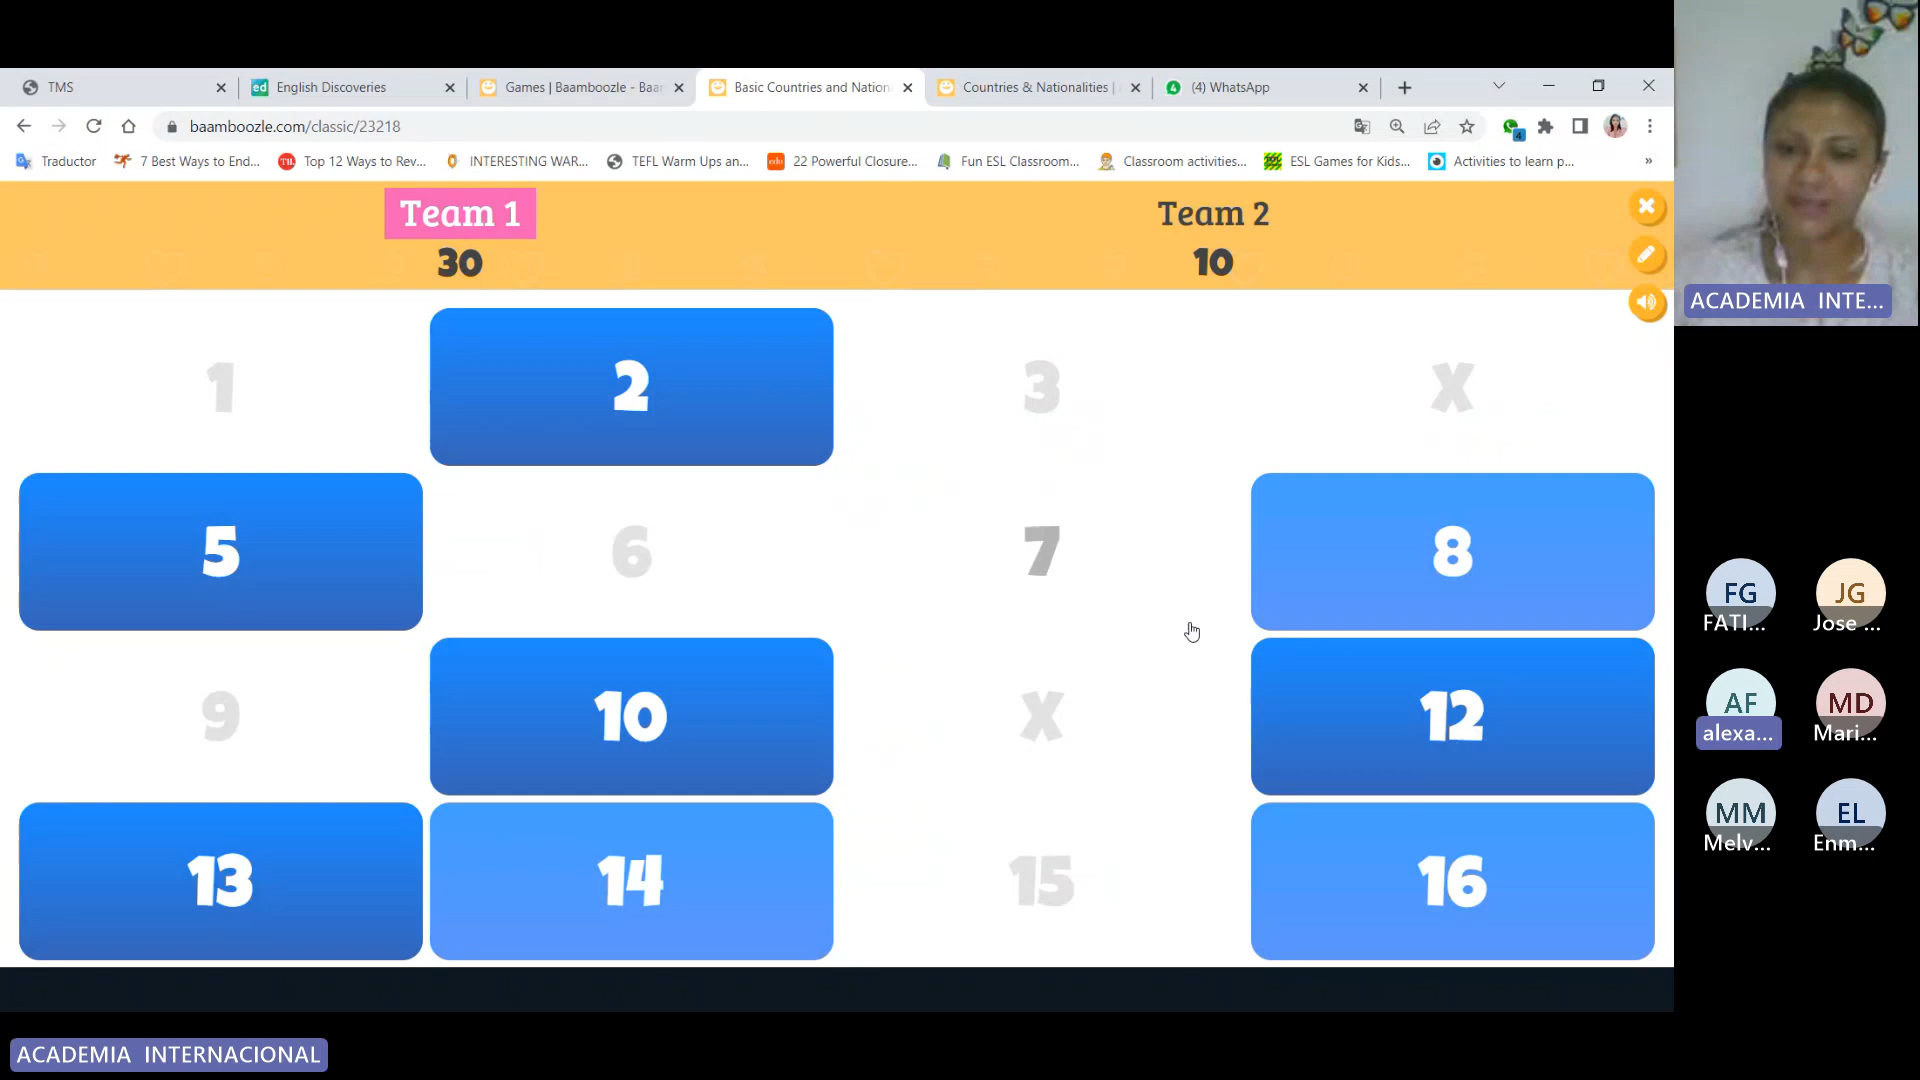 TMS
English Discoveries
Games | Baamboozle - Baa
Basic Countries and Nation
Countries & Nationalities |
(4) WhatsApp
baamboozle.com/classic/23218
4
Traductor
7 Best Ways to End...
Top 12 Ways to Rev...
INTERESTING WAR...
TEFL Warm Ups an...
22 Powerful Closure...
Fun ESL Classroom...
Classroom activities...
ESL Games for Kids...
Activities to learn p...
»
Team 1
Team 2
30
10
1
2
3
X
5
6
7
8
9
10
X
12
13
14
15
16
ACADEMIA INTE...
FG
JG
FATI...
Jose ...
AF
MD
alexa...
Mari...
MM
EL
Melv...
Enm...
ACADEMIA INTERNACIONAL